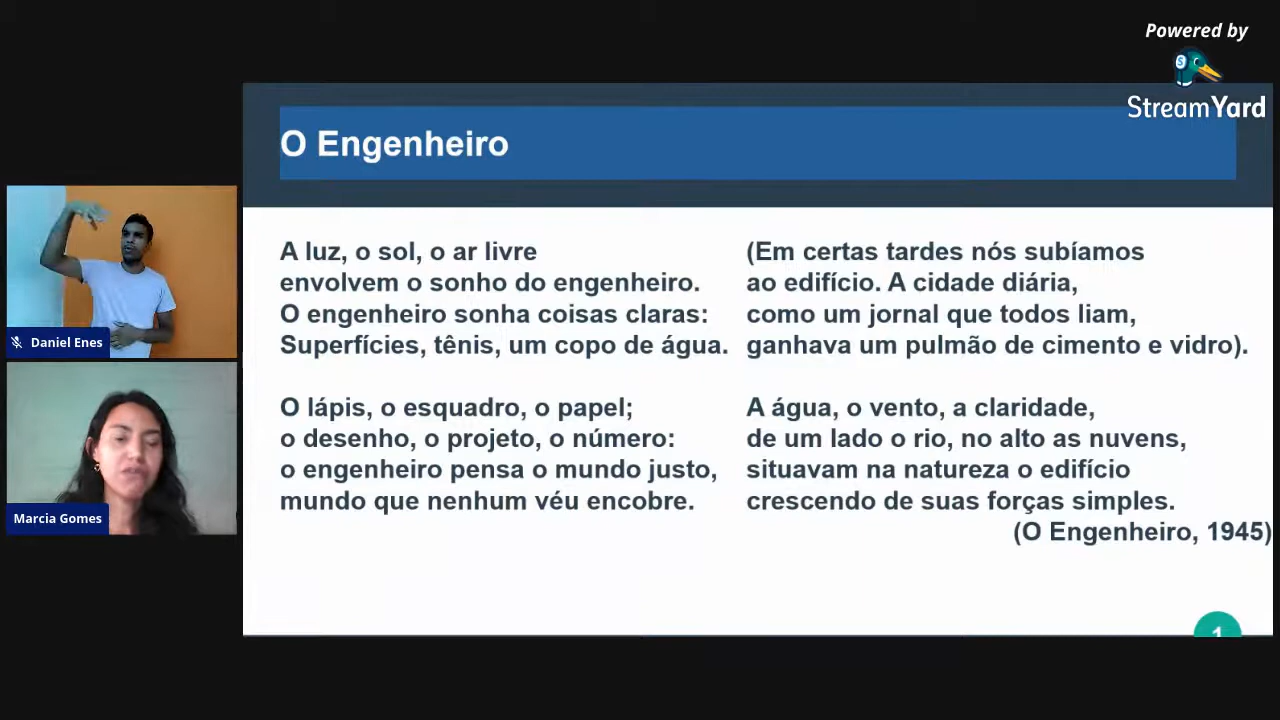 Powered by
StreamYard
O Engenheiro
A luz, o sol, o ar livre
envolvem o sonho do engenheiro.
O engenheiro sonha coisas claras:
Superfícies, tênis, um copo de água.
O lápis, o esquadro, o papel;
o desenho, o projeto, o número:
o engenheiro pensa o mundo justo,
mundo que nenhum véu encobre.
(Em certas tardes nós subíamos
ao edifício. A cidade diária,
como um jornal que todos liam,
ganhava um pulmão de cimento e vidro).
A água, o vento, a claridade,
de um lado o rio, no alto as nuvens,
situavam na natureza o edifício
crescendo de suas forças simples.
(O Engenheiro, 1945)
Daniel Enes
Marcia Gomes
1